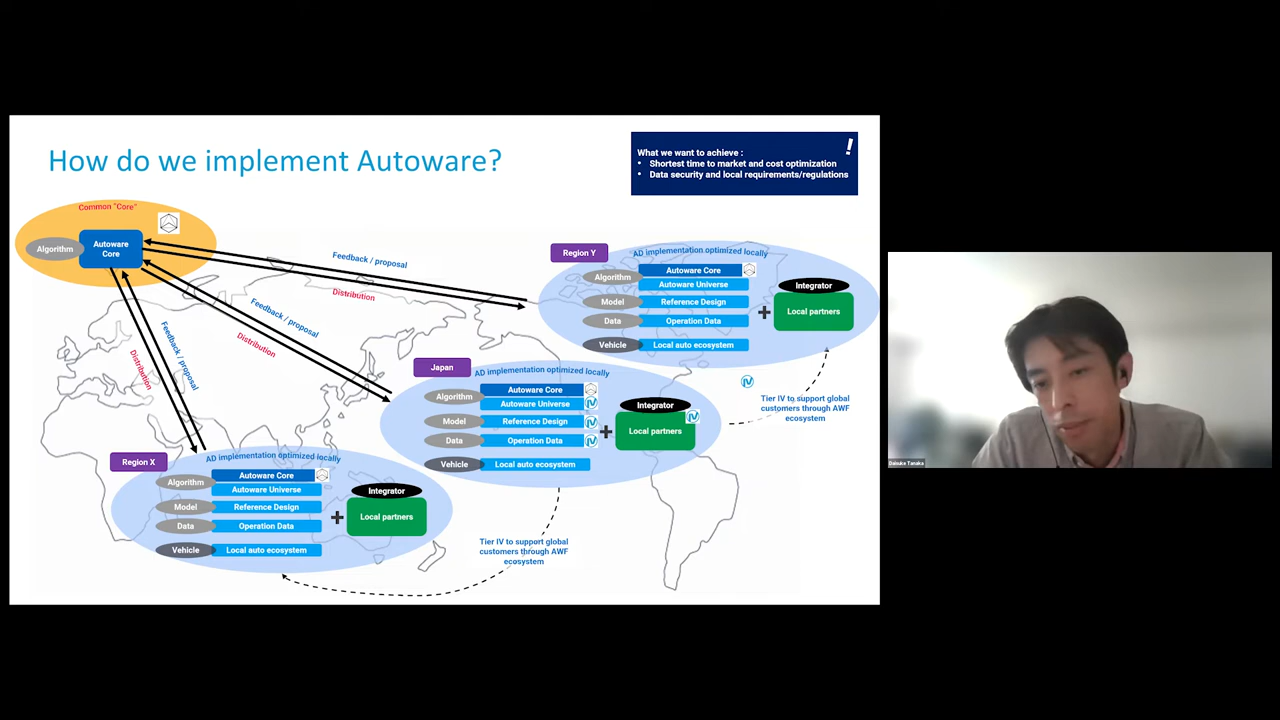 How do we implement Autoware?
What we want to achieve :
!
• Shortest time to market and cost optimization
• Data security and local requirements/regulations
Common "Core"
Algorithm
Autoware
Core
Feedback / proposal
Distribution
Feedback / proposal
Distribution
Feedback / proposal
Distribution
Region Y
AD implementation optimized locally
Algorithm
Autoware Core
Autoware Universe
Model
Reference Design
Data
Operation Data
Vehicle
Local auto ecosystem
+
Integrator
Local partners
Japan
AD implementation optimized locally
Algorithm
Autoware Core
Autoware Universe
Model
Reference Design
Data
Operation Data
Vehicle
Local auto ecosystem
+
Integrator
Local partners
Tier IV to support global
customers through AWF
ecosystem
Region X
AD implementation optimized locally
Algorithm
Autoware Core
Autoware Universe
Model
Reference Design
Data
Operation Data
Vehicle
Local auto ecosystem
+
Integrator
Local partners
Tier IV to support global
customers through AWF
ecosystem
Daisuke Tanaka